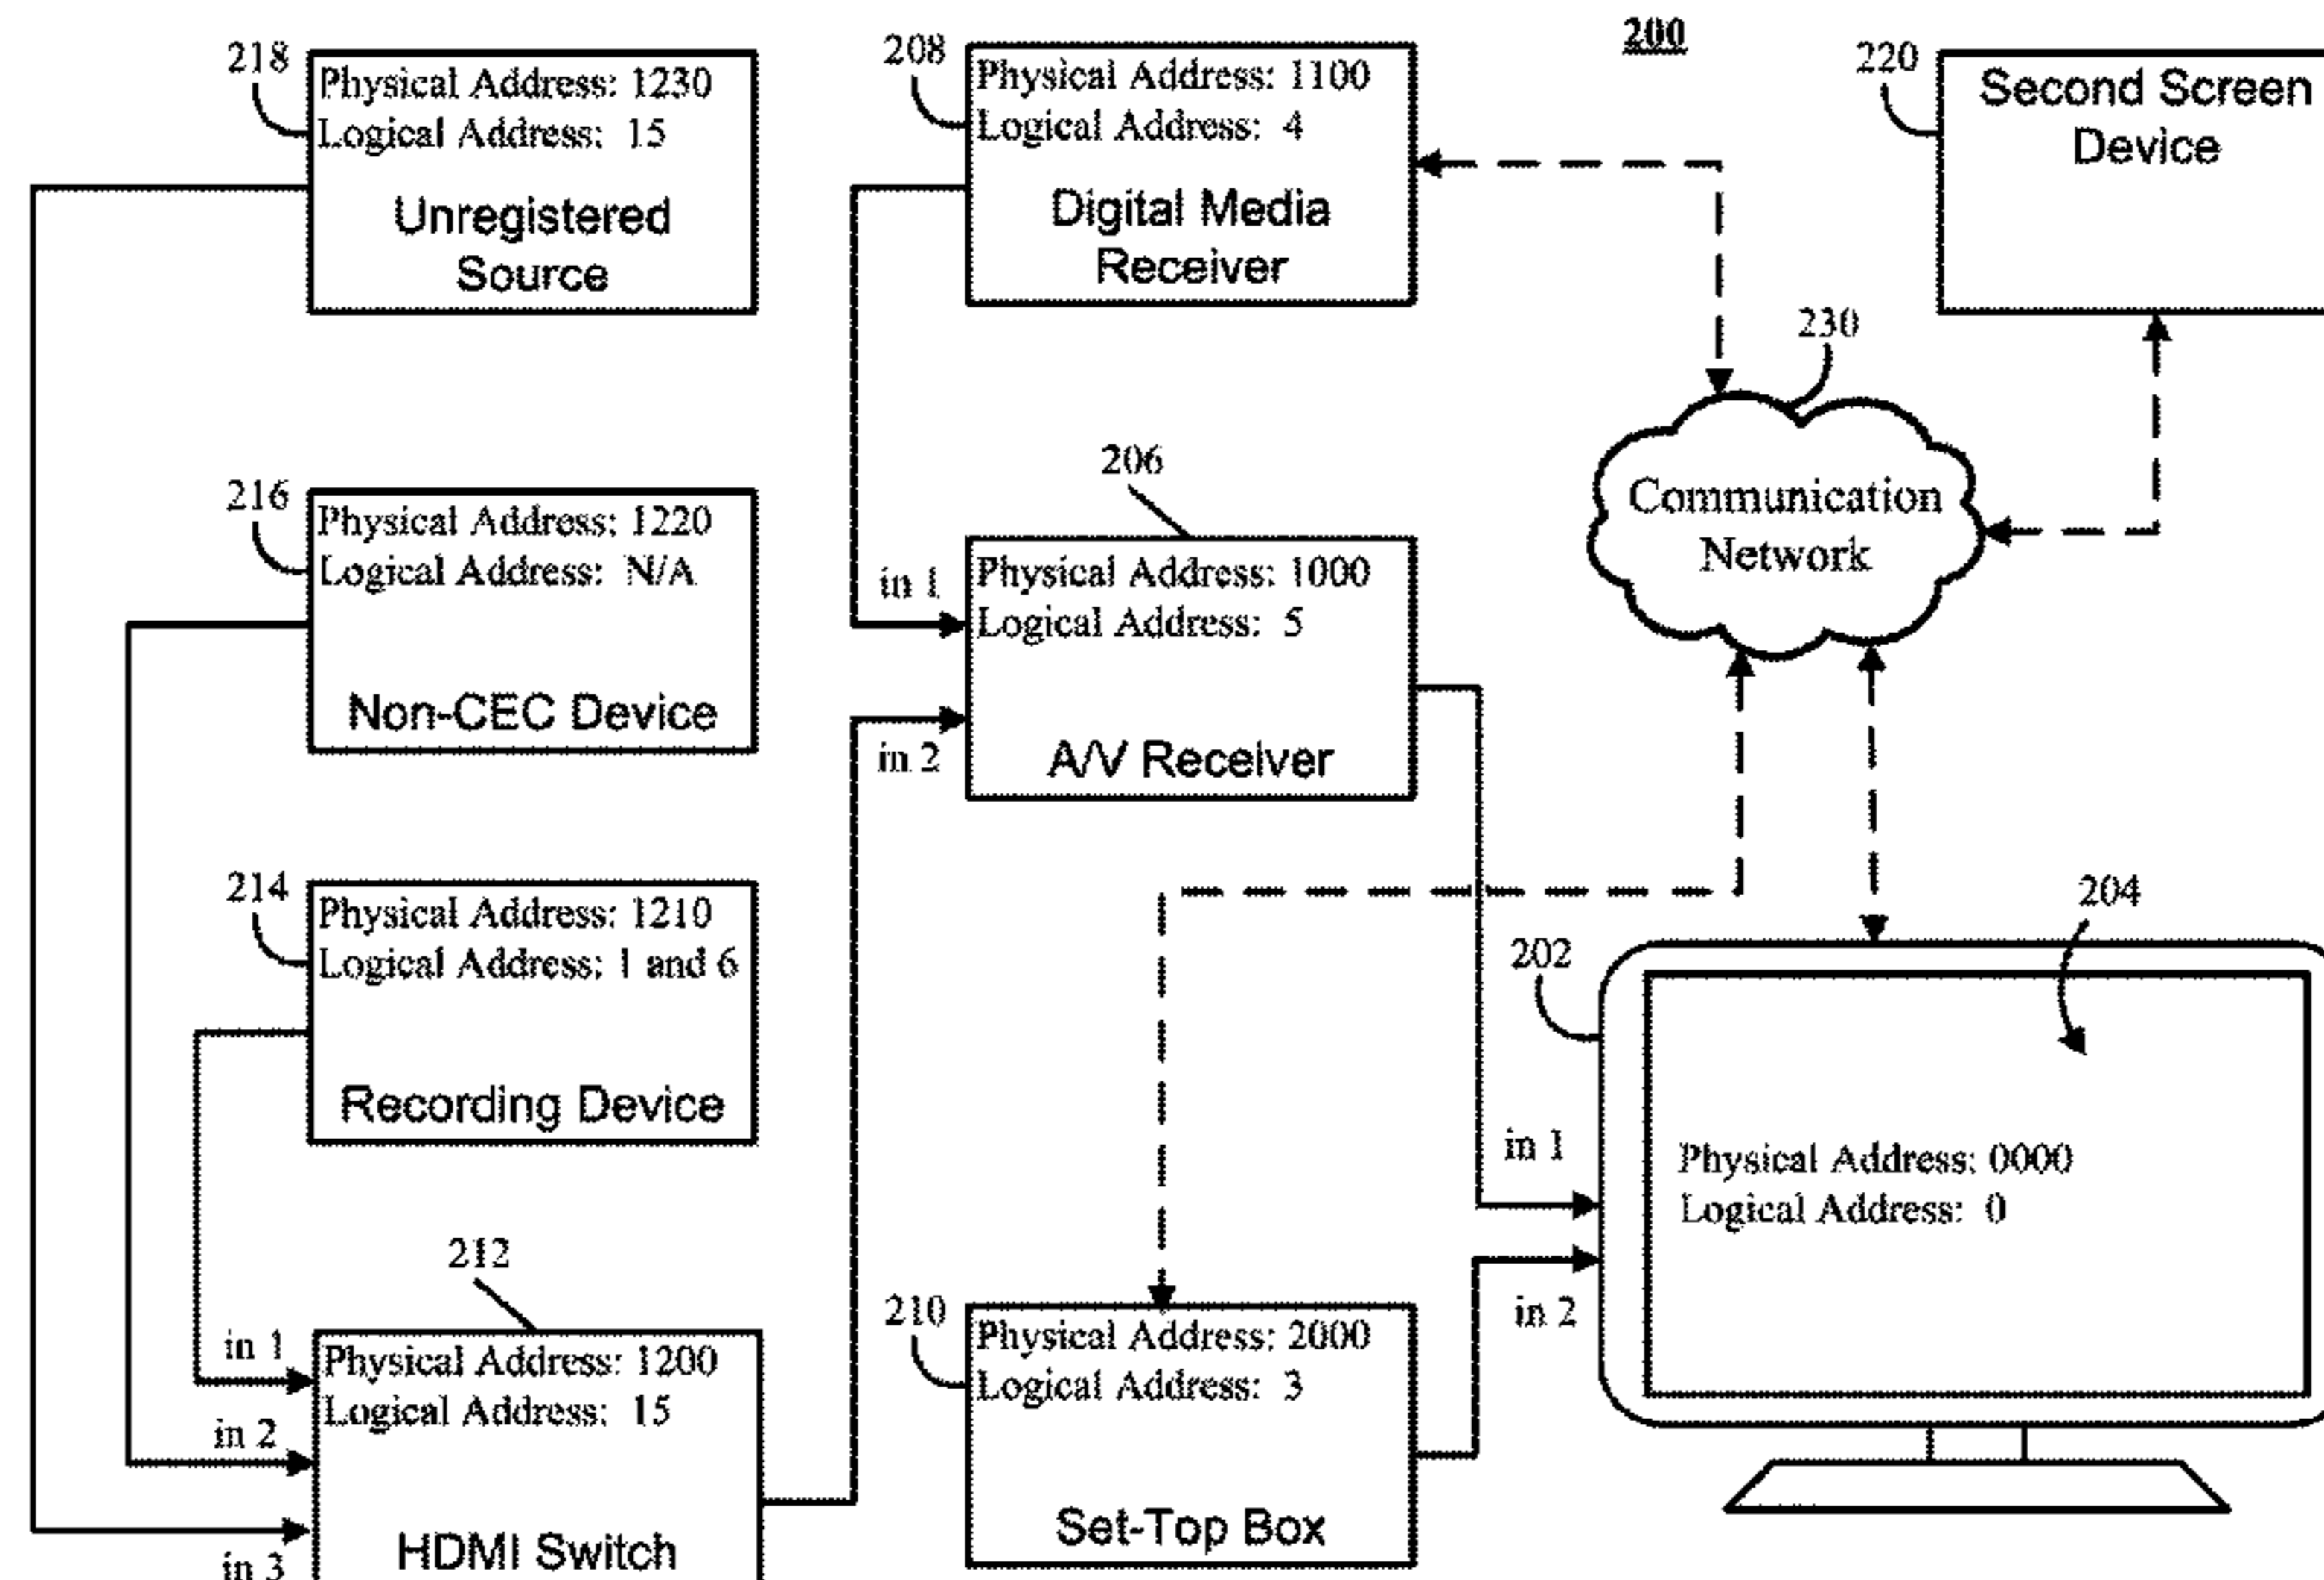 200
218
Physical Address: 1230
Logical Address: 15
Unregistered
Source
208
Physical Address: 1100
Logical Address: 4
Digital Media
Receiver
220
Second Screen
Device
230
Communication
Network
216
Physical Address: 1220
Logical Address: N/A
Non-CEC Device
206
in 1
Physical Address: 1000
Logical Address: 5
in 2
A/V Receiver
214
Physical Address: 1210
Logical Address: 1 and 6
Recording Device
202
204
in 1
Physical Address: 0000
Logical Address: 0
in 2
212
in 1
Physical Address: 1200
Logical Address: 15
in 2
HDMI Switch
in 3
210
Physical Address: 2000
Logical Address: 3
Set-Top Box